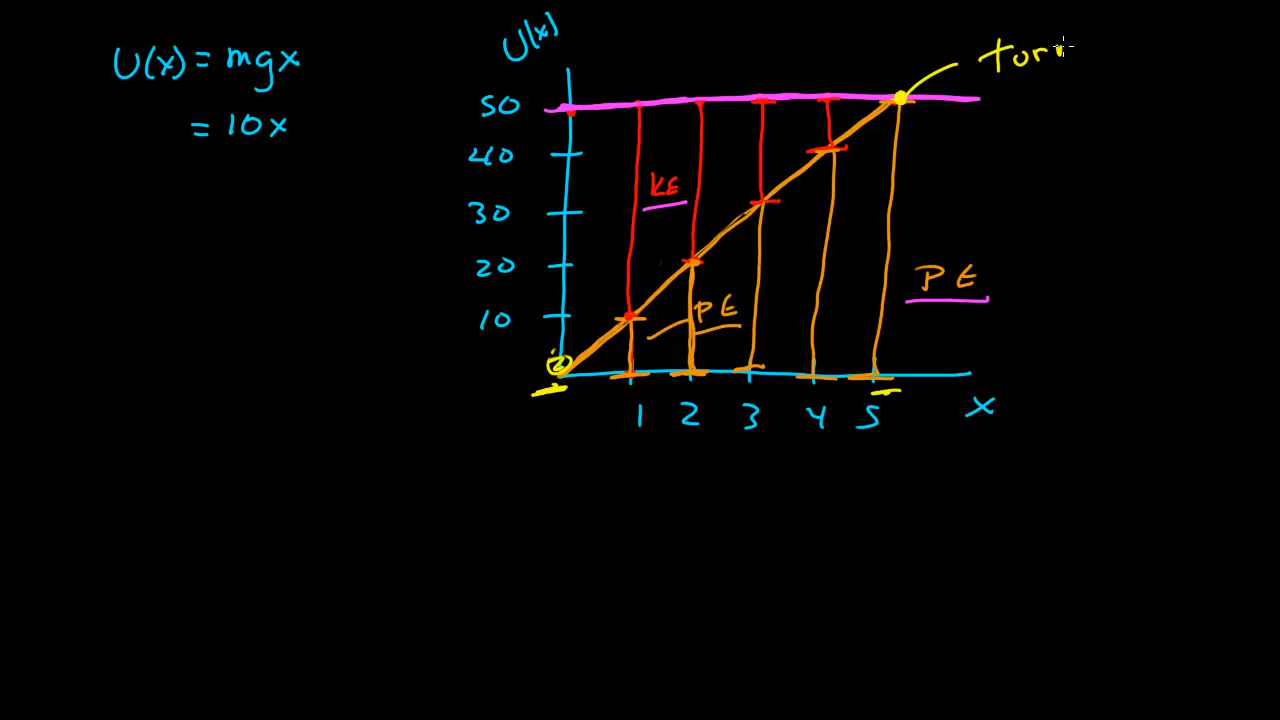 U(x) = mgx
= 10x
U(x)
50
40
30
20
10
KE
PE
PE
1 2 3 4 5 x